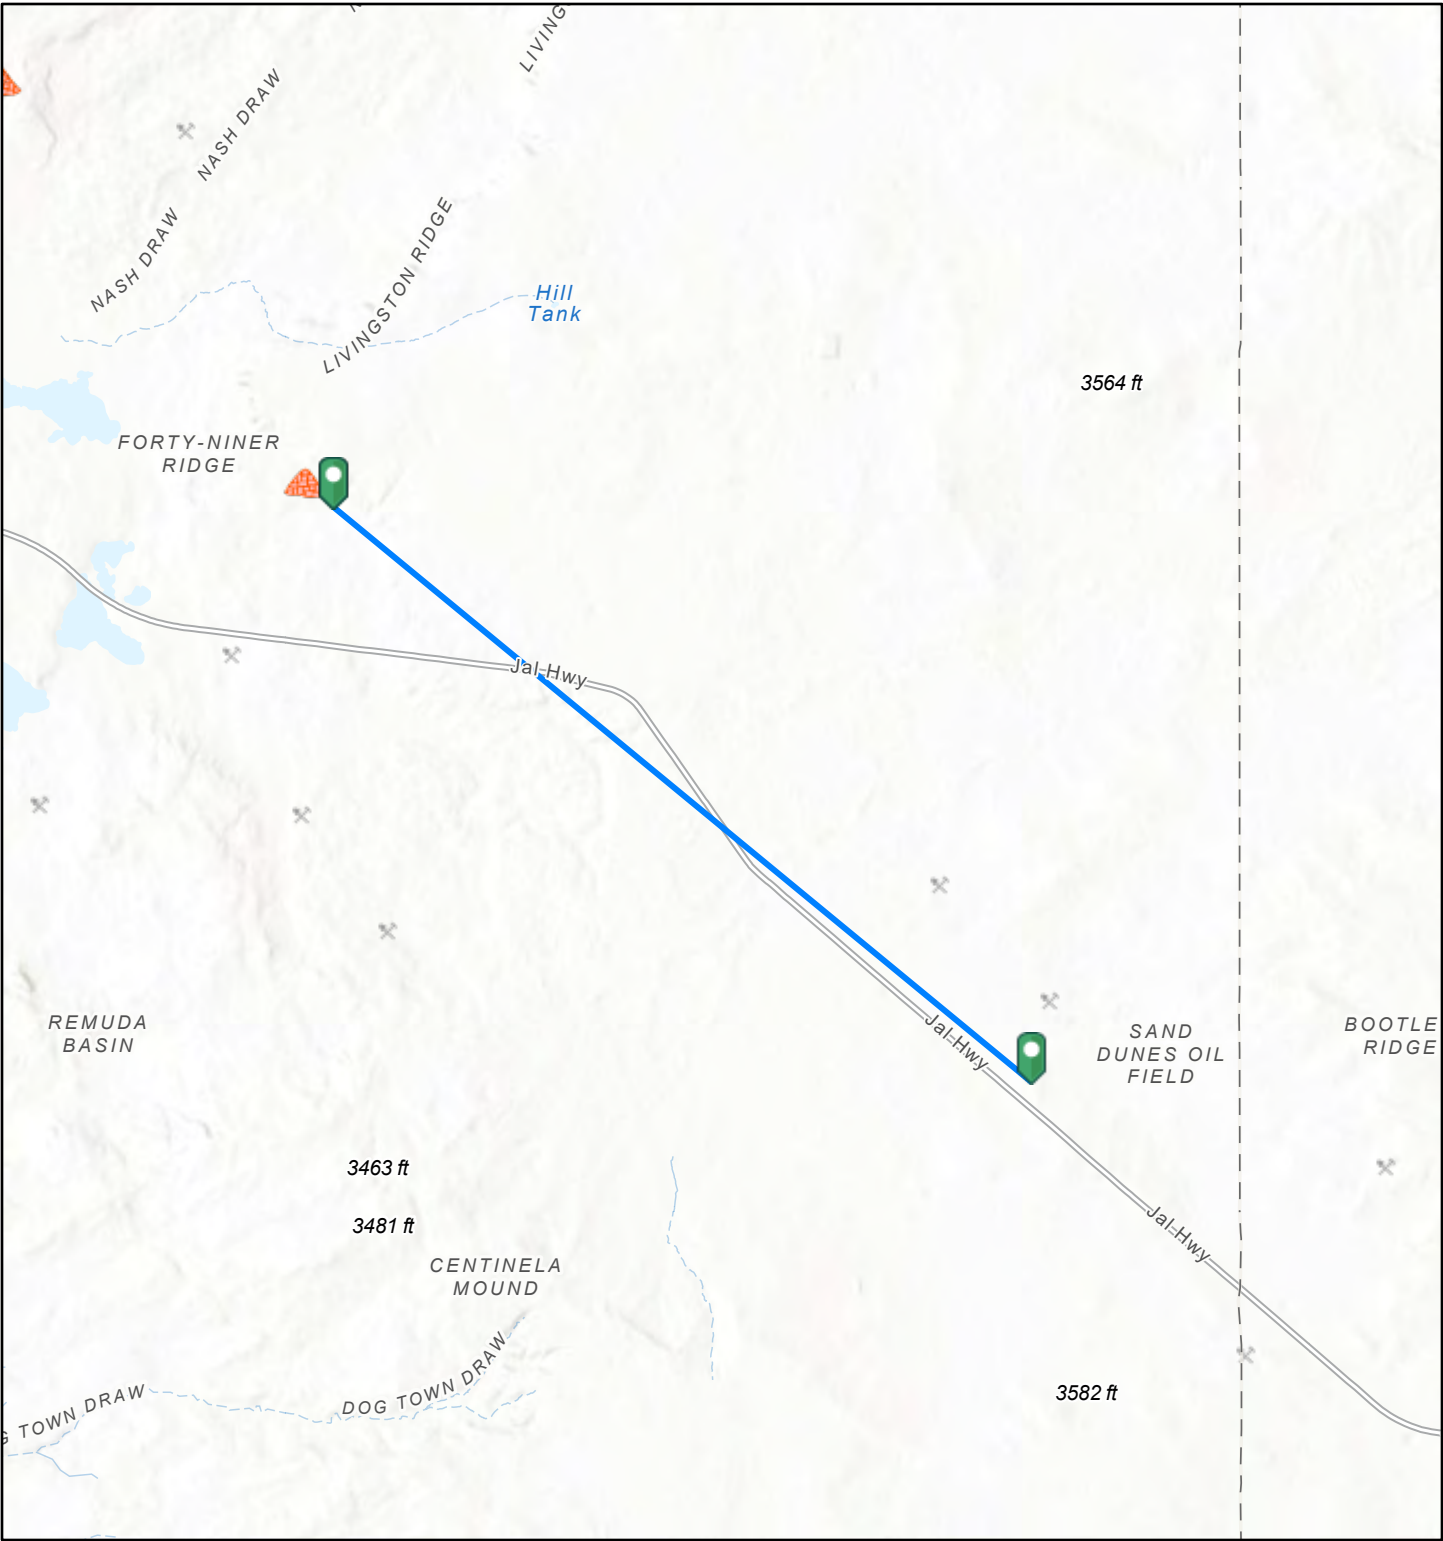 LIVING
NASH DRAW
NASH DRAW
LIVINGSTON RIDGE
Hill
Tank
3564 ft
FORTY-NINER
RIDGE
Jal Hwy
REMUDA
BASIN
Jal Hwy
SAND
DUNES OIL
FIELD
BOOTLE
RIDGE
3463 ft
3481 ft
Jal Hwy
CENTINELA
MOUND
3582 ft
DOG TOWN DRAW
G TOWN DRAW